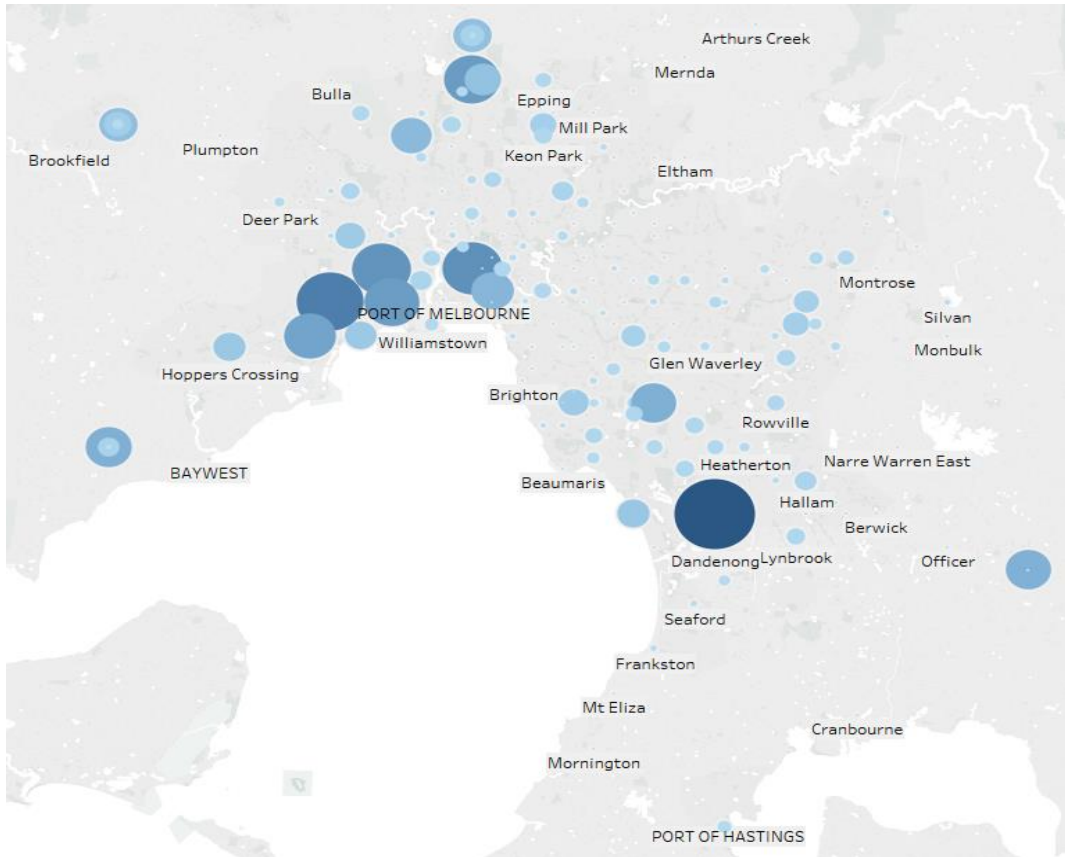 Arthurs Creek
Mernda
Bulla
Epping
Mill Park
Plumpton
Keon Park
Brookfield
Eltham
Deer Park
Montrose
PORT OF MELBOURNE
Silvan
Williamstown
Monbulk
Glen Waverley
Hoppers Crossing
Brighton
Rowville
BAYWEST
Heatherton
Narre Warren East
Beaumaris
Hallam
Berwick
Dandenong
Lynbrook
Officer
Seaford
Frankston
Mt Eliza
Cranbourne
Mornington
PORT OF HASTINGS